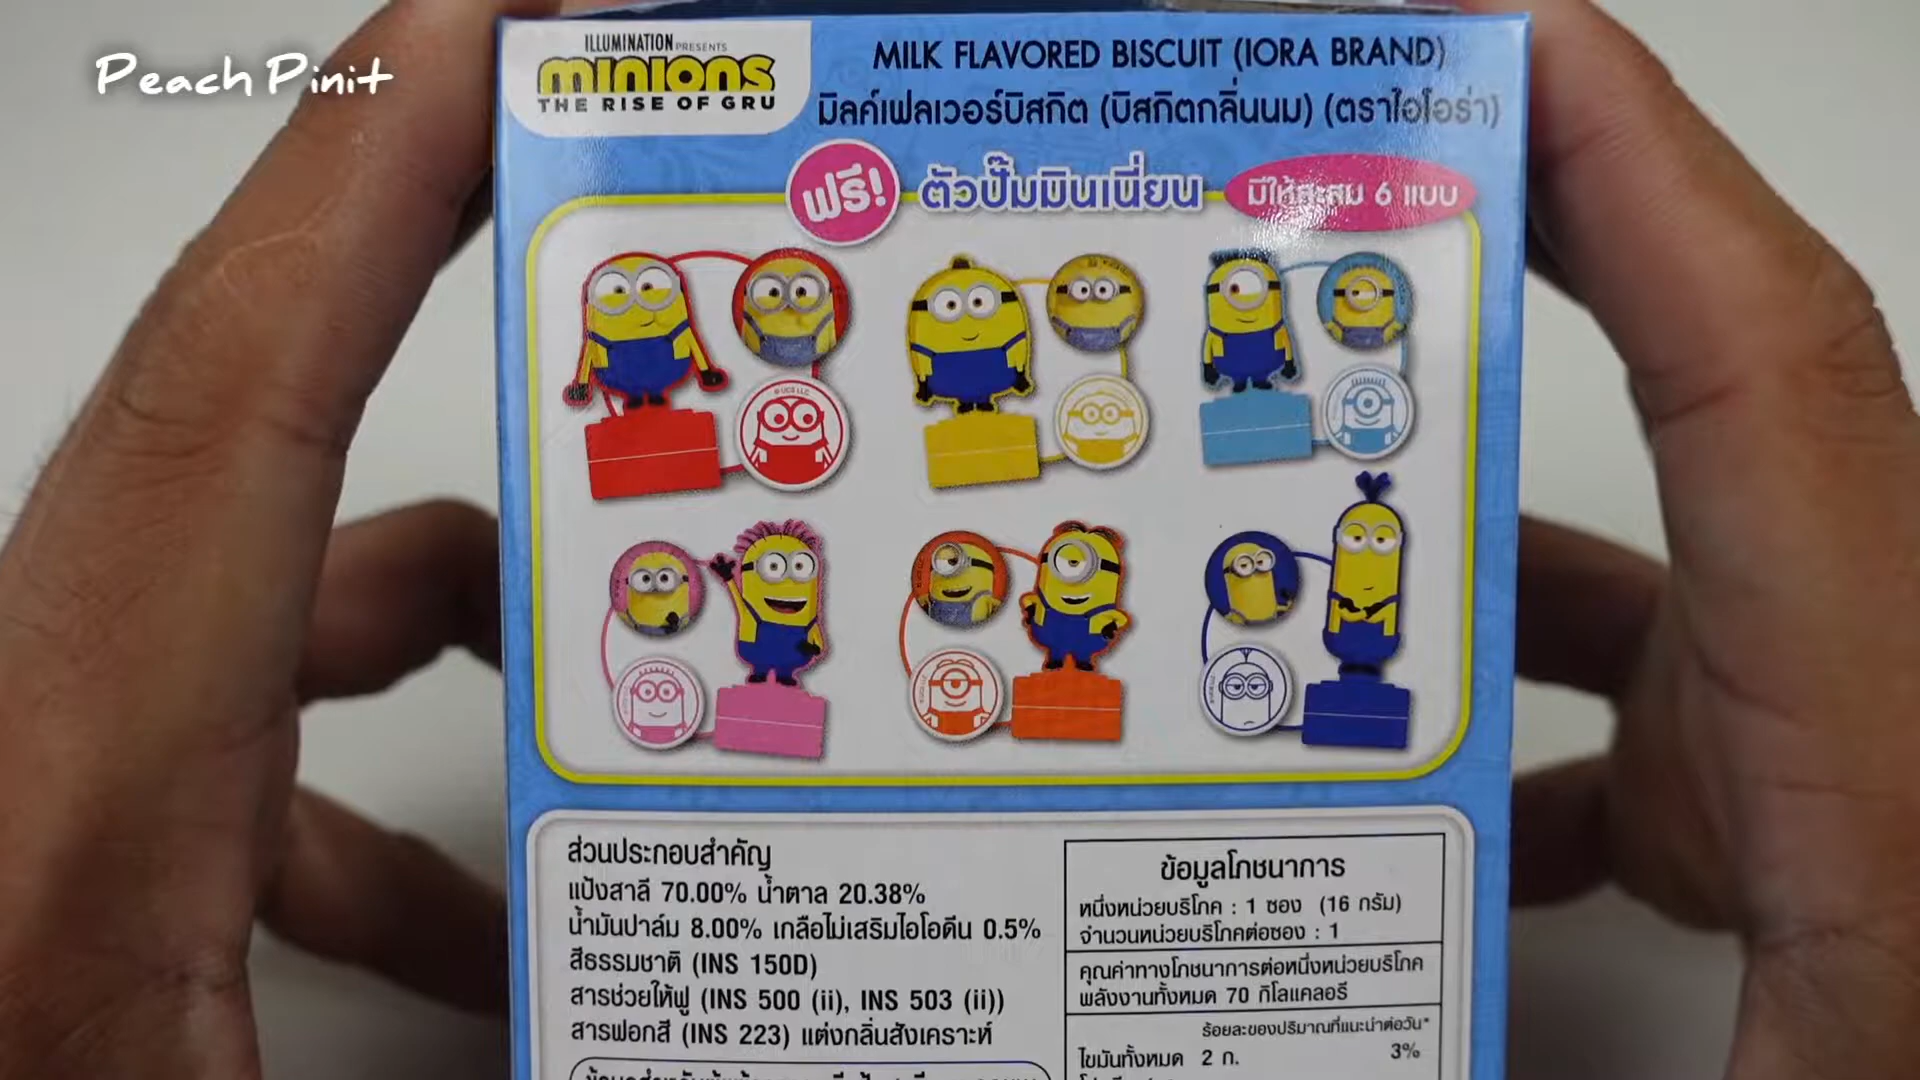 Peach Pinit
ILLUMINATION PRESENTS
minions
THE RISE OF GRU
MILK FLAVORED BISCUIT (IORA BRAND)
มิลค์เฟลเวอร์บิสกิต (บิสกิตกลิ่นนม) (ตราไอโอร่า)
ฟรี! ตัวปั๊มมินเนี่ยน มีให้สะสม 6 แบบ
© UCS LLC
ส่วนประกอบสำคัญ
แป้งสาลี 70.00% น้ำตาล 20.38%
น้ำมันปาล์ม 8.00% เกลือไม่เสริมไอโอดีน 0.5%
สีธรรมชาติ (INS 150D)
สารช่วยให้ฟู (INS 500 (ii), INS 503 (ii))
สารฟอกสี (INS 223) แต่งกลิ่นสังเคราะห์
ข้อมูลโภชนาการ
หนึ่งหน่วยบริโภค : 1 ซอง (16 กรัม)
จำนวนหน่วยบริโภคต่อซอง : 1
คุณค่าทางโภชนาการต่อหนึ่งหน่วยบริโภค
พลังงานทั้งหมด 70 กิโลแคลอรี
ร้อยละของปริมาณที่แนะนำต่อวัน*
ไขมันทั้งหมด 2 ก. 3%